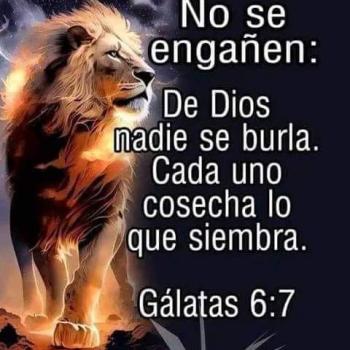 No se
engañen:
De Dios
nadie se burla.
Cada uno
cosecha lo
que siembra.
Gálatas 6:7